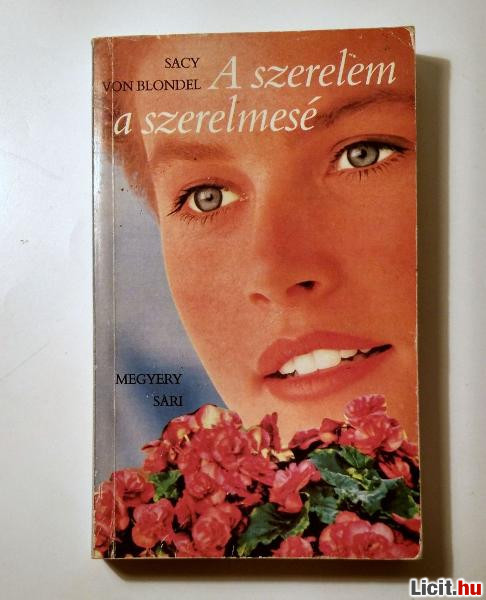 SACY
VON BLONDEL
A szerelem
a szerelmesé
MEGYERY
SÁRI
Licit.hu